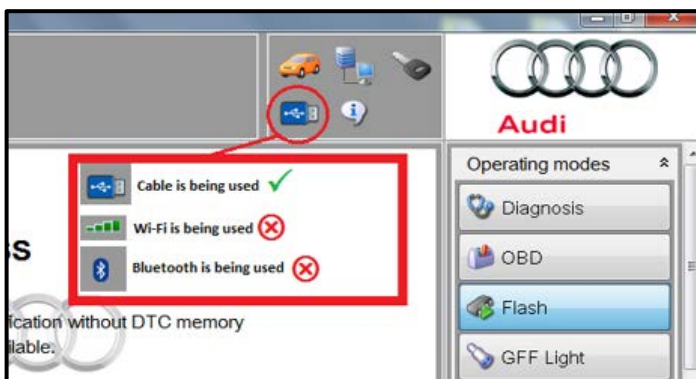 Audi
Cable is being used
Wi-Fi is being used
Bluetooth is being used
ss
ication without DTC memory
ilable.
Operating modes
Diagnosis
OBD
Flash
GFF Light